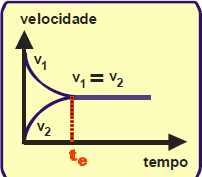 velocidade
v1
v1 = v2
v2
te
tempo